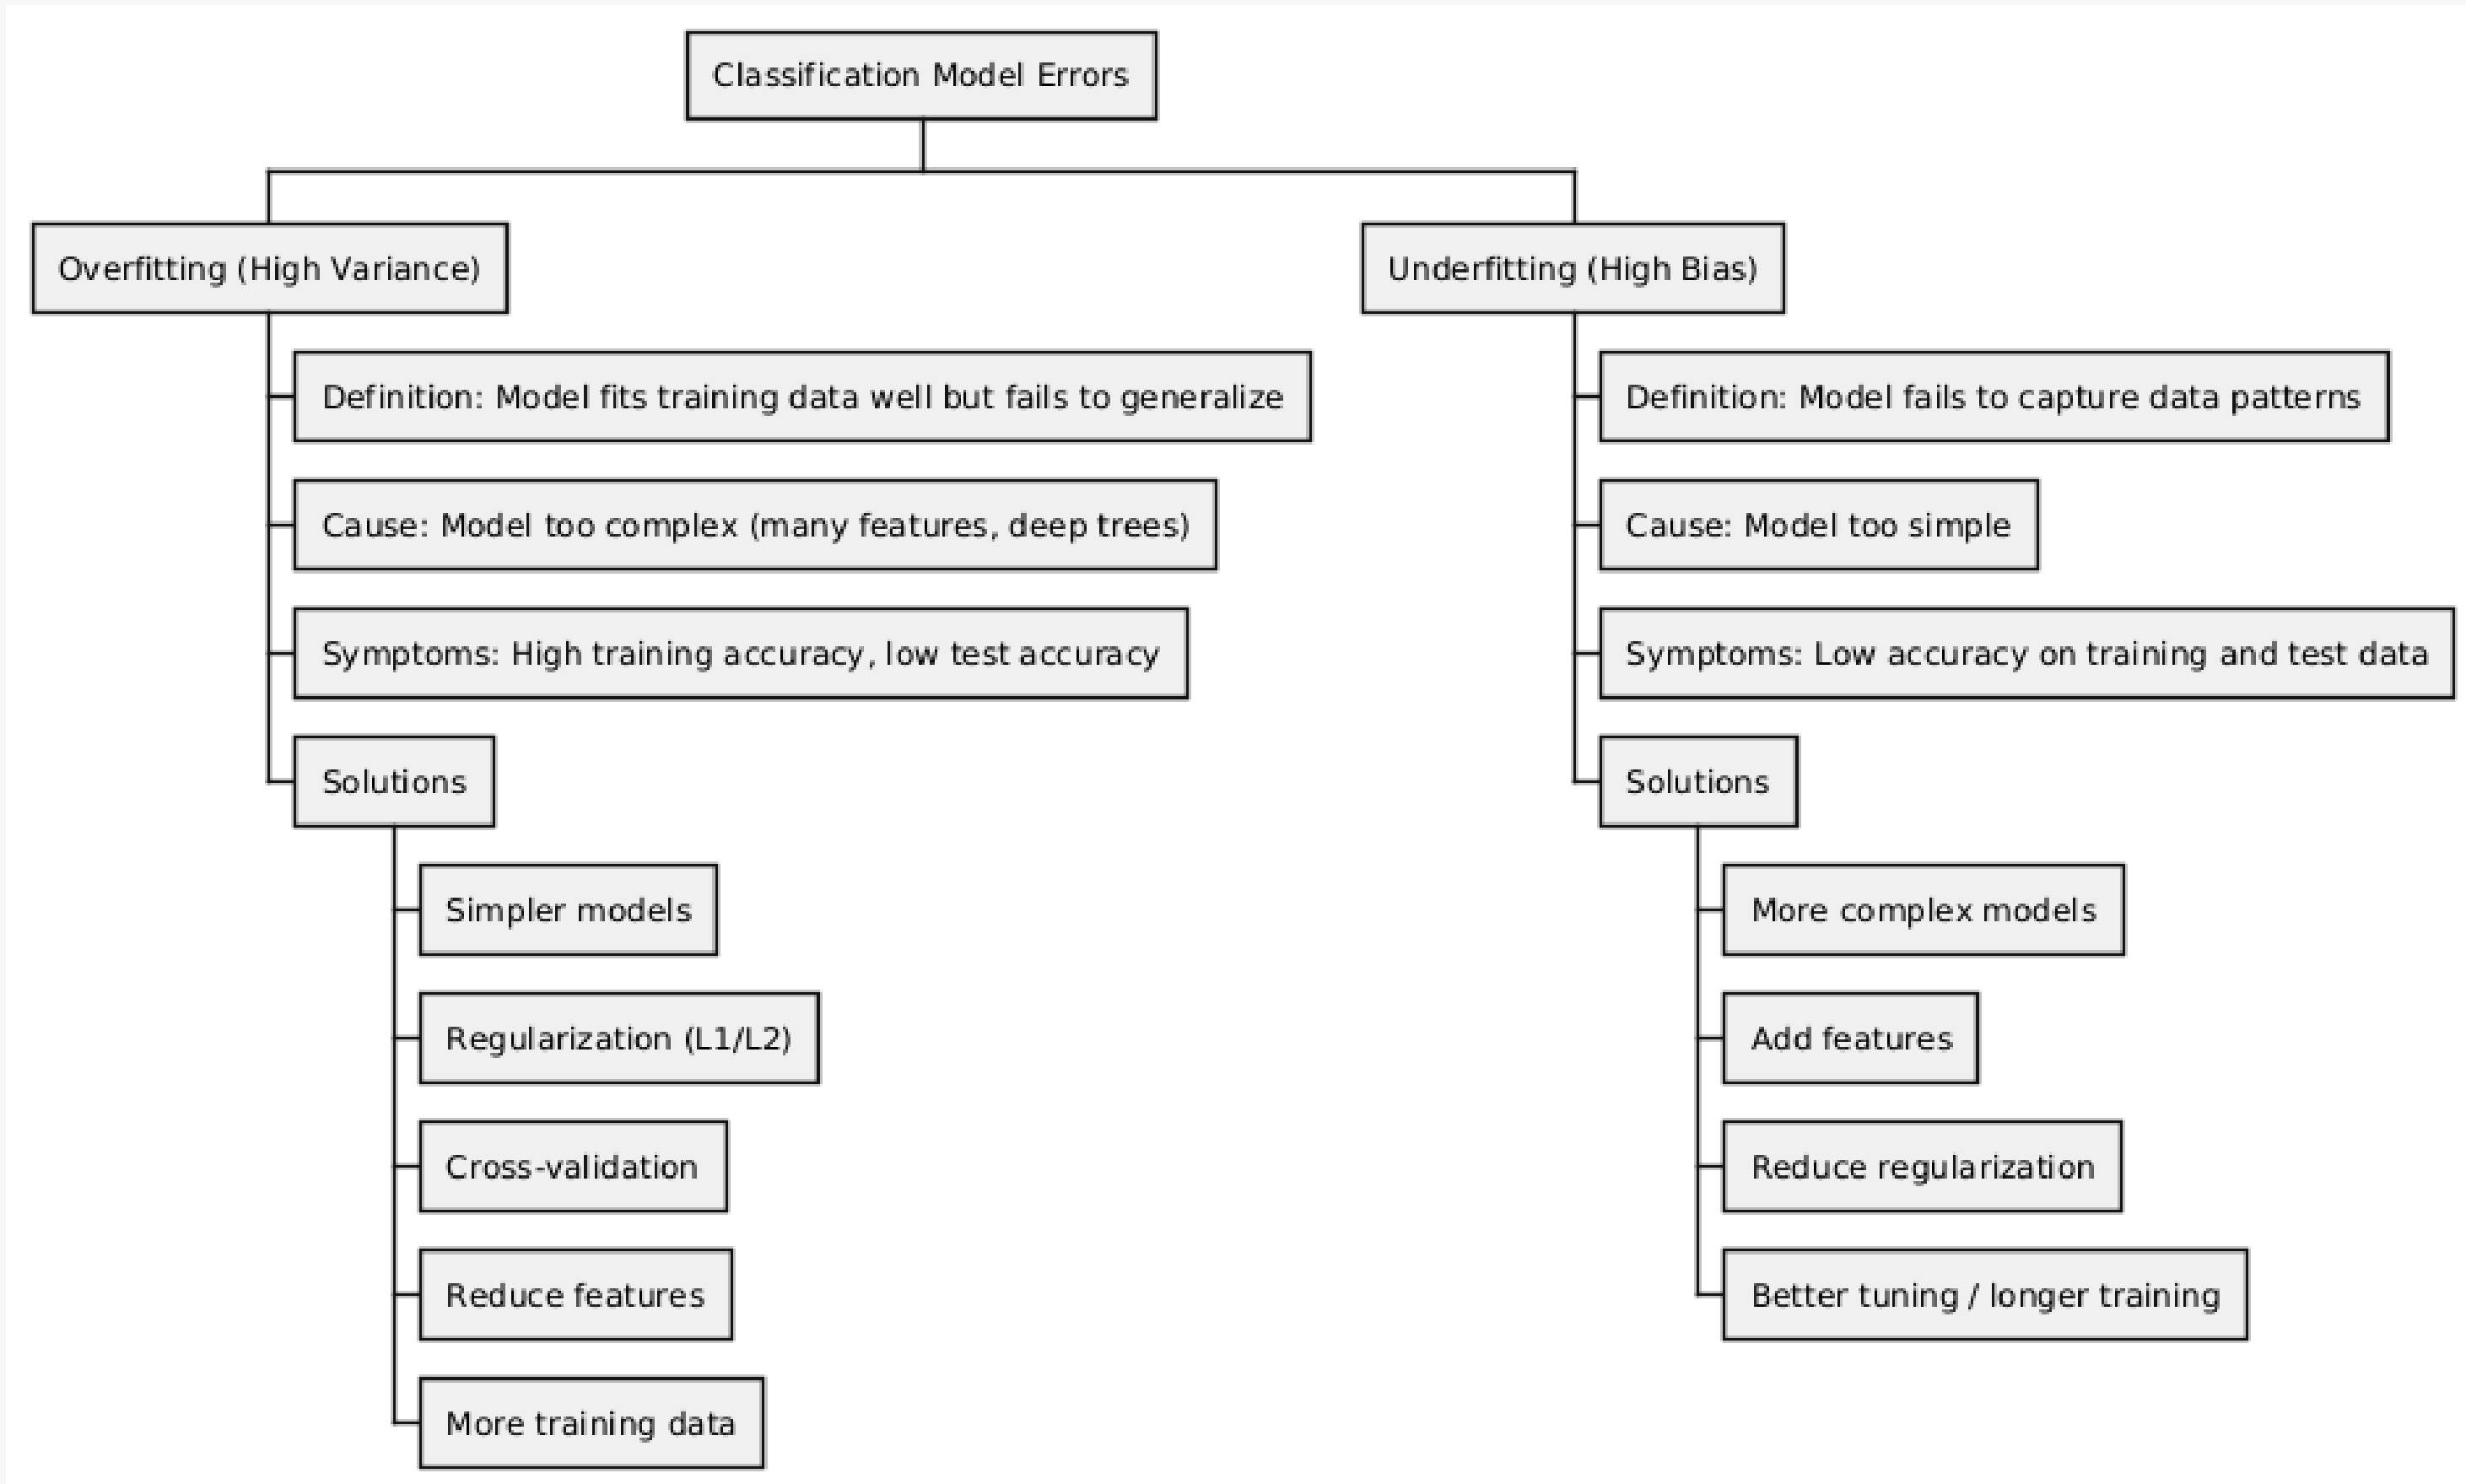 Classification Model Errors
Overfitting (High Variance)
Definition: Model fits training data well but fails to generalize
Cause: Model too complex (many features, deep trees)
Symptoms: High training accuracy, low test accuracy
Solutions
Simpler models
Regularization (L1/L2)
Cross-validation
Reduce features
More training data
Underfitting (High Bias)
Definition: Model fails to capture data patterns
Cause: Model too simple
Symptoms: Low accuracy on training and test data
Solutions
More complex models
Add features
Reduce regularization
Better tuning / longer training